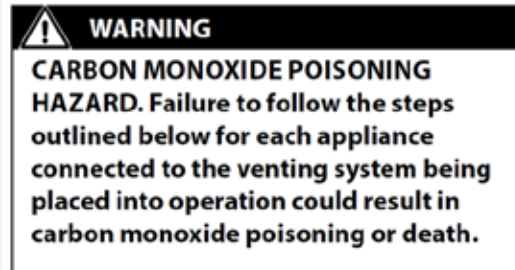 WARNING
CARBON MONOXIDE POISONING
HAZARD. Failure to follow the steps
outlined below for each appliance
connected to the venting system being
placed into operation could result in
carbon monoxide poisoning or death.